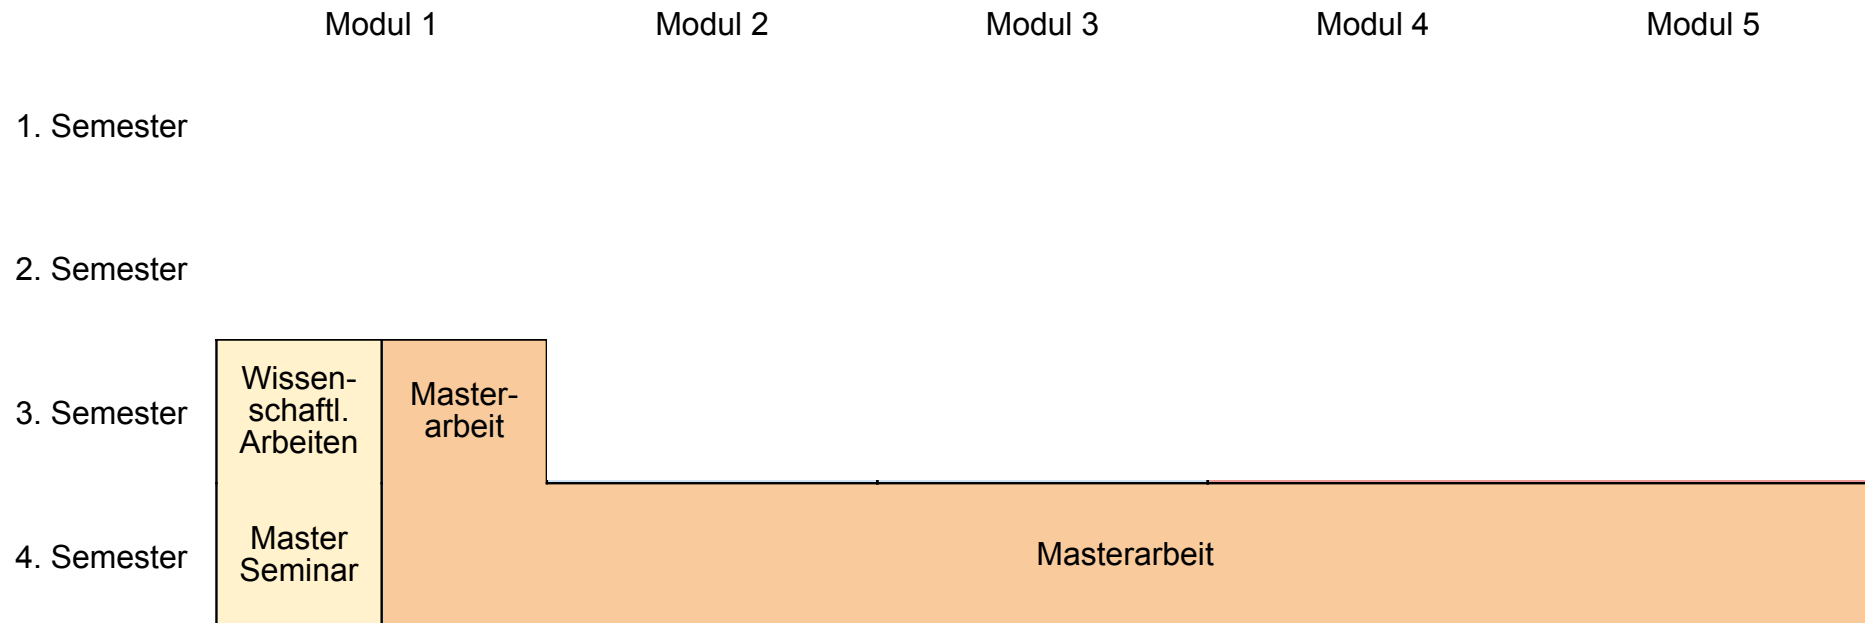 Modul 1 Modul 2 Modul 3 Modul 4 Modul 5
1. Semester
2. Semester
3. Semester
Wissen-
schaftl.
Arbeiten
Master-
arbeit
4. Semester
Master
Seminar
Masterarbeit